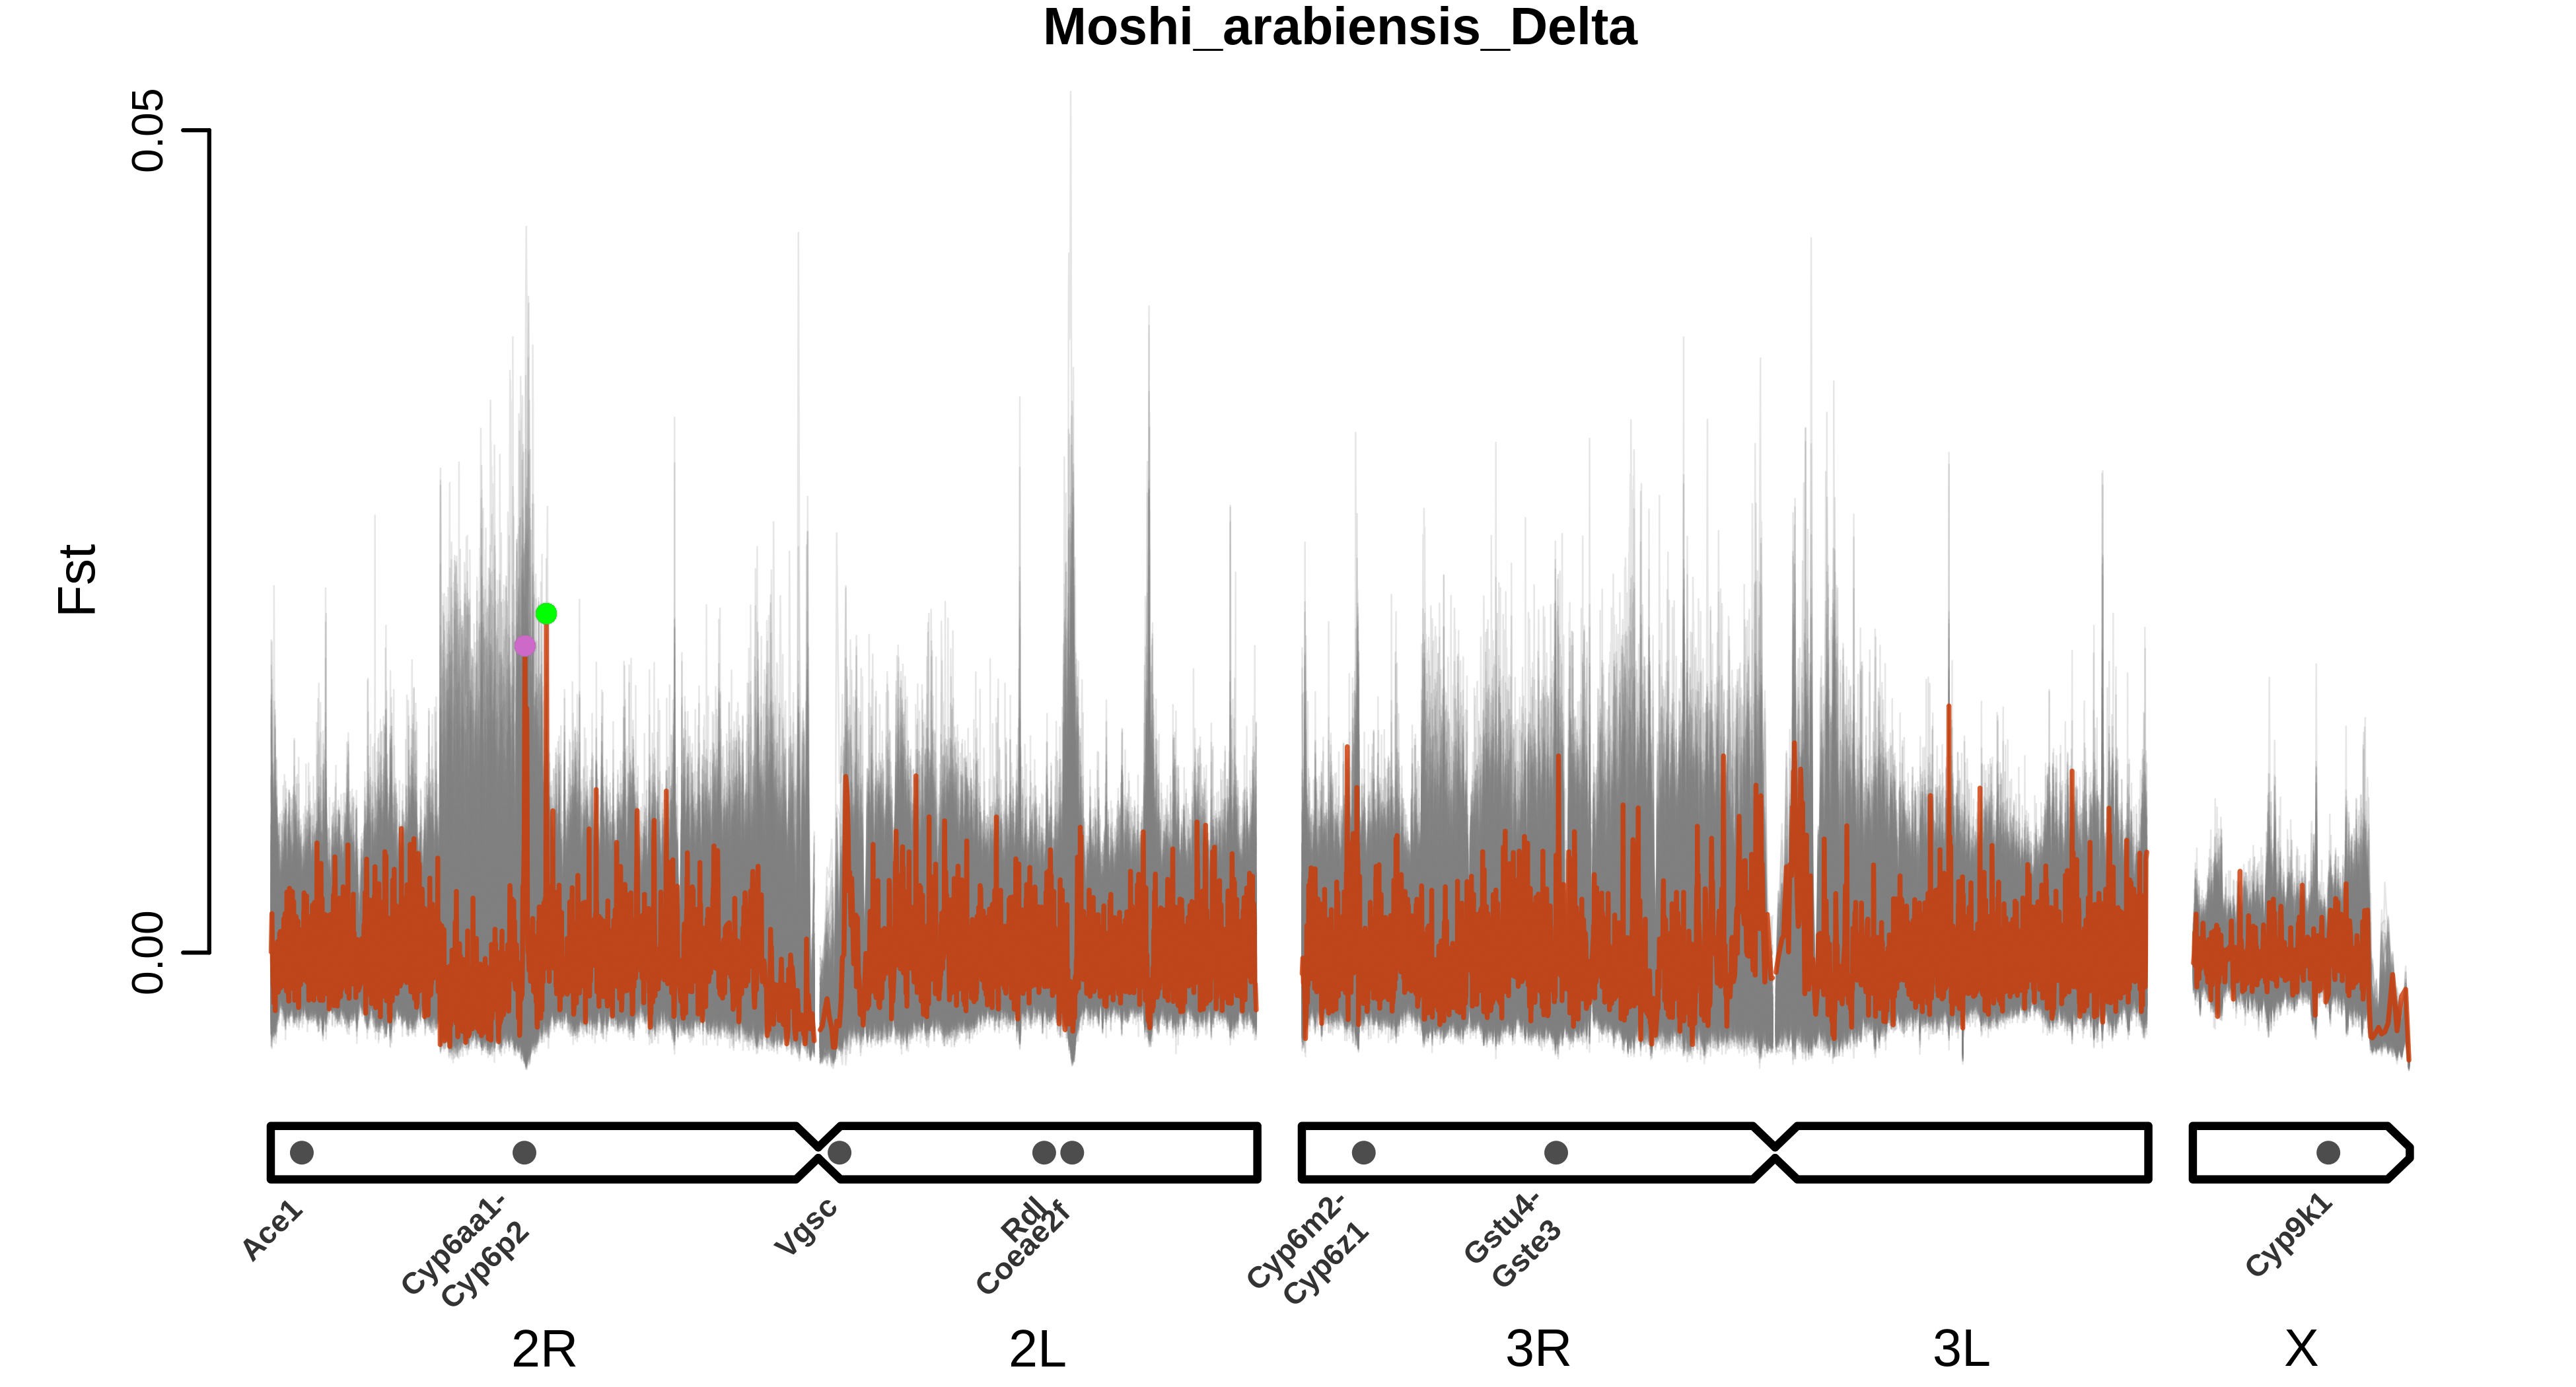 Moshi_arabiensis_Delta
0.05
Fst
0.00
Ace1
Cyp6aa1-
Cyp6p2
Vgsc
Rdl
Coeae2f
Cyp6m2-
Cyp6z1
Gstu4-
Gste3
Cyp9k1
2R
2L
3R
3L
X